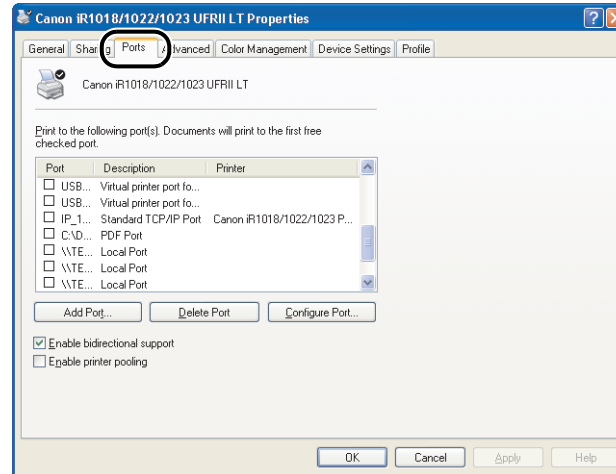 Canon iR1018/1022/1023 UFRII LT Properties
General Sharing Ports Advanced Color Management Device Settings Profile
Canon iR1018/1022/1023 UFRII LT
Print to the following port(s). Documents will print to the first free
checked port.
Port Description Printer
USB... Virtual printer port fo...
USB... Virtual printer port fo...
IP_1... Standard TCP/IP Port Canon iR1018/1022/1023 P...
C:\D... PDF Port
\\TE... Local Port
\\TE... Local Port
\\TE... Local Port
Add Port... Delete Port Configure Port...
Enable bidirectional support
Enable printer pooling
OK Cancel Apply Help